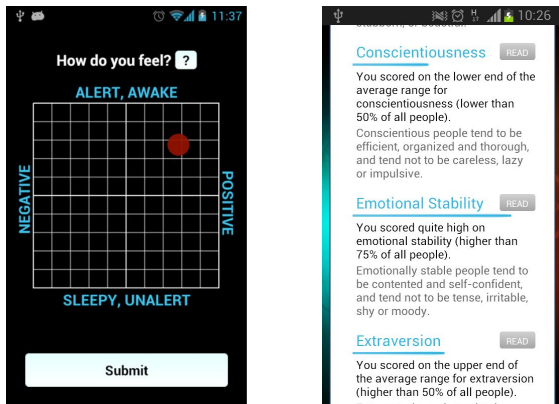 11:37
How do you feel? ?
ALERT, AWAKE
NEGATIVE
POSITIVE
SLEEPY, UNALERT
Submit
10:26
Conscientiousness READ
You scored on the lower end of the
average range for
conscientiousness (lower than
50% of all people).
Conscientious people tend to be
efficient, organized and thorough,
and tend not to be careless, lazy
or impulsive.
Emotional Stability READ
You scored quite high on
emotional stability (higher than
75% of all people).
Emotionally stable people tend to
be contented and self-confident,
and tend not to be tense, irritable,
shy or moody.
Extraversion READ
You scored on the upper end of
the average range for extraversion
(higher than 50% of all people).